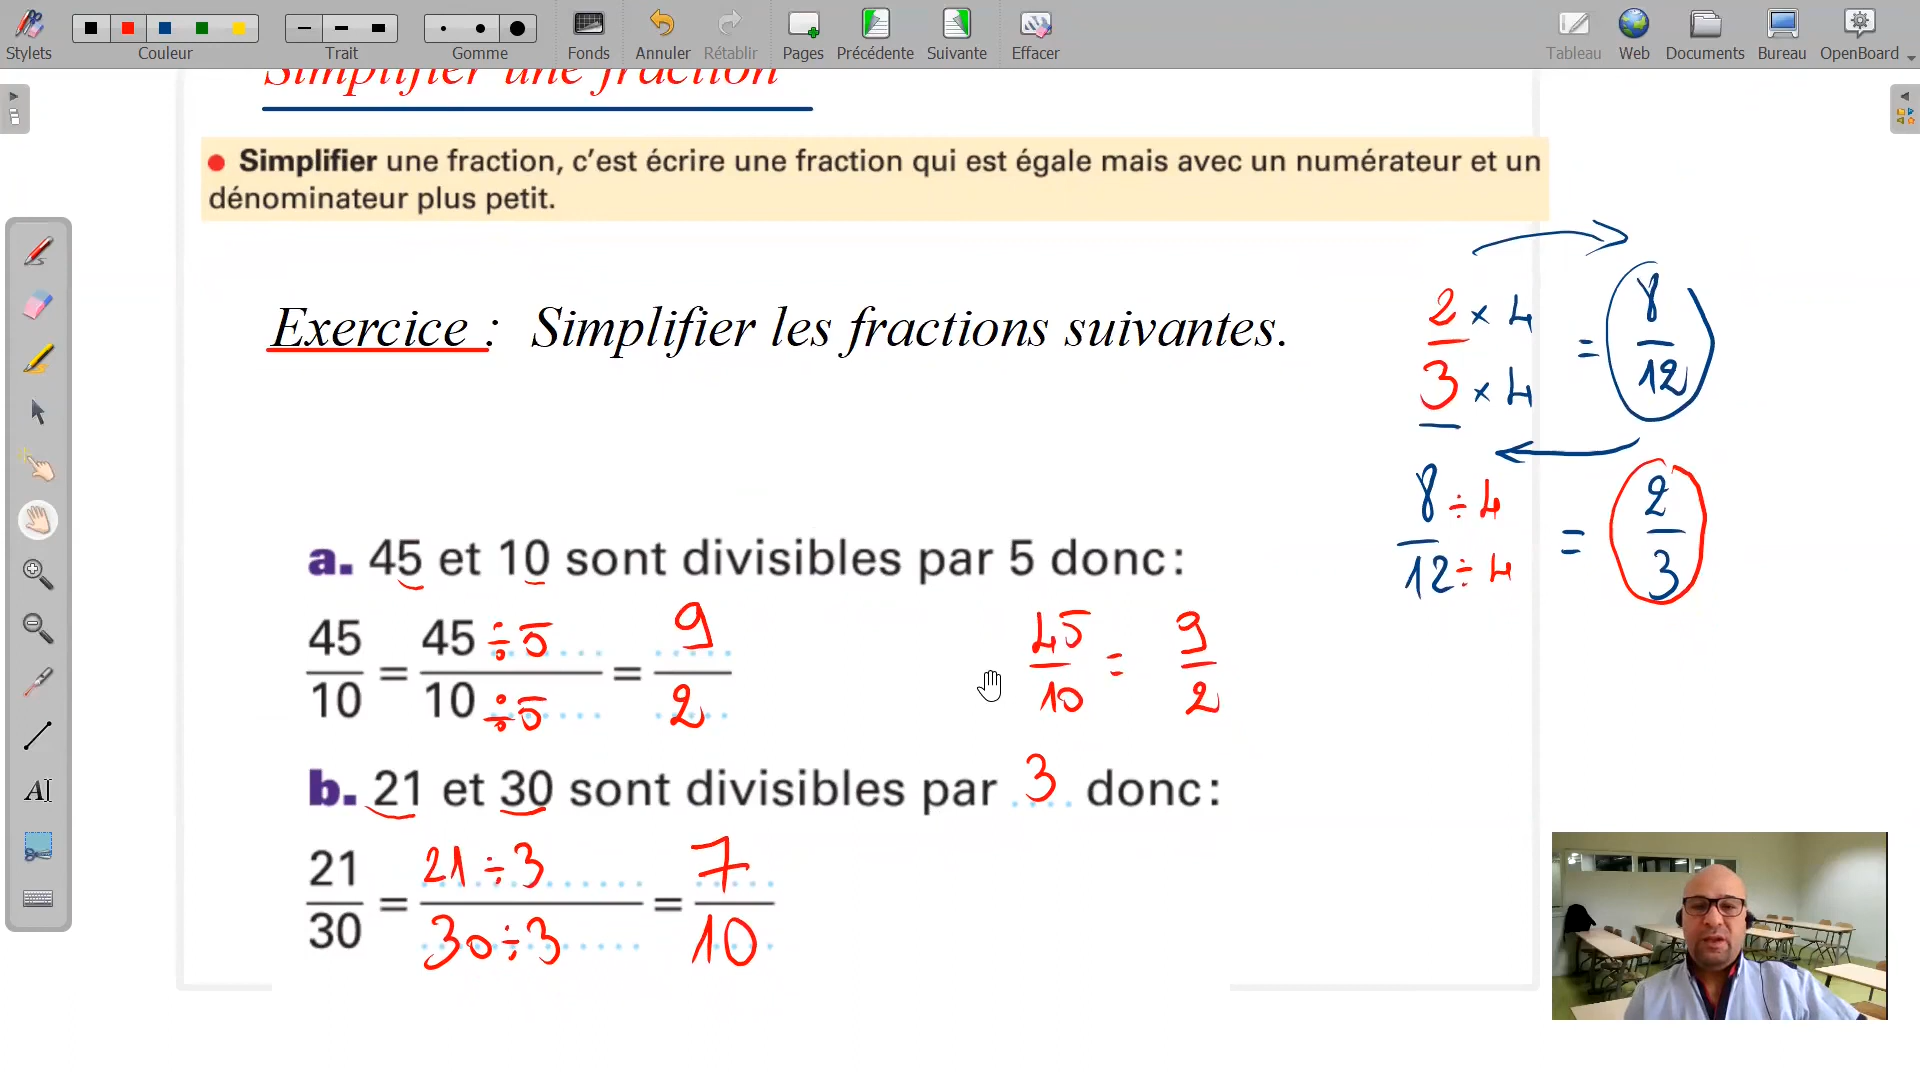 Stylets Couleur Trait Gomme Fonds Annuler Rétablir Pages Précédente Suivante Effacer Tableau Web Documents Bureau OpenBoard
Simplifier une fraction
• Simplifier une fraction, c'est écrire une fraction qui est égale mais avec un numérateur et un
dénominateur plus petit.
Exercice : Simplifier les fractions suivantes.
2 × 4
3 × 4
=
8
12
8 ÷ 4
12 ÷ 4
=
2
3
a. 45 et 10 sont divisibles par 5 donc :
45/10 = 45 ÷ 5 / 10 ÷ 5 = 9/2
45/10 = 9/2
b. 21 et 30 sont divisibles par 3 donc :
21/30 = 21 ÷ 3 / 30 ÷ 3 = 7/10
AI